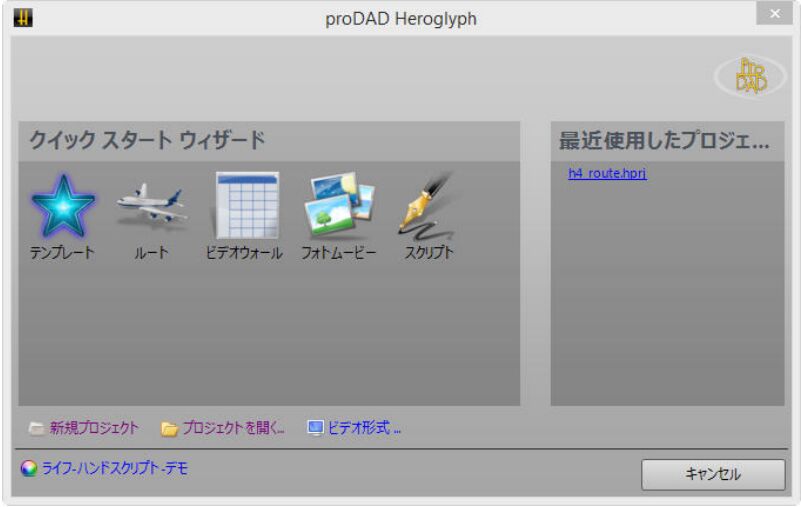 proDAD Heroglyph
PRO
DAD
クイック スタート ウィザード
最近使用したプロジェ...
h4_route.hprj
テンプレート
ルート
ビデオウォール
フォトムービー
スクリプト
新規プロジェクト
プロジェクトを開く...
ビデオ形式 ...
ライフ-ハンドスクリプト-デモ
キャンセル